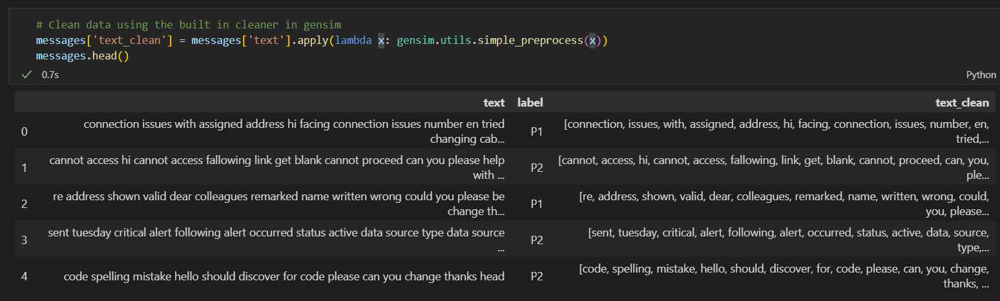 # Clean data using the built in cleaner in gensim
messages['text_clean'] = messages['text'].apply(lambda x: gensim.utils.simple_preprocess(x))
messages.head()
0.7s
Python
text label text_clean
0 connection issues with assigned address hi facing connection issues number en tried changing cab... P1 [connection, issues, with, assigned, address, hi, facing, connection, issues, number, en, tried,...
1 cannot access hi cannot access fallowing link get blank cannot proceed can you please help with ... P2 [cannot, access, hi, cannot, access, fallowing, link, get, blank, cannot, proceed, can, you, ple...
2 re address shown valid dear colleagues remarked name written wrong could you please be change th... P1 [re, address, shown, valid, dear, colleagues, remarked, name, written, wrong, could, you, please...
3 sent tuesday critical alert following alert occurred status active data source type data source ... P2 [sent, tuesday, critical, alert, following, alert, occurred, status, active, data, source, type,...
4 code spelling mistake hello should discover for code please can you change thanks head P2 [code, spelling, mistake, hello, should, discover, for, code, please, can, you, change, thanks, ...